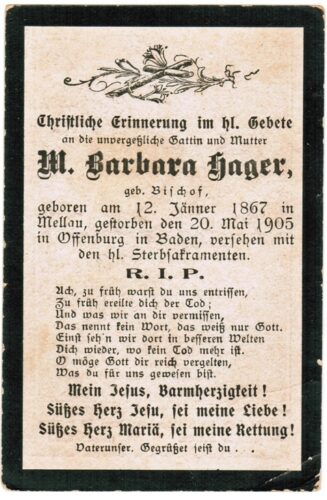 Christliche Erinnerung im hl. Gebete
an die unvergeßliche Gattin und Mutter
M. Barbara Hager,
geb. Bischof,
geboren am 12. Jänner 1867 in
Mellau, gestorben den 20. Mai 1905
in Offenburg in Baden, versehen mit
den hl. Sterbsakramenten.
R. I. P.
Ach, zu früh warst du uns entrissen,
Zu früh ereilte dich der Tod;
Und was wir an dir vermissen,
Das nennt kein Wort, das weiß nur Gott.
Einst seh'n wir dort in bessern Welten
Dich wieder, wo kein Tod mehr ist.
O möge Gott dir reich vergelten,
Was du für uns gewesen bist.
Mein Jesus, Barmherzigkeit!
Süßes Herz Jesu, sei meine Liebe!
Süßes Herz Mariä, sei meine Rettung!
Vaterunser. Gegrüßet seist du . . .